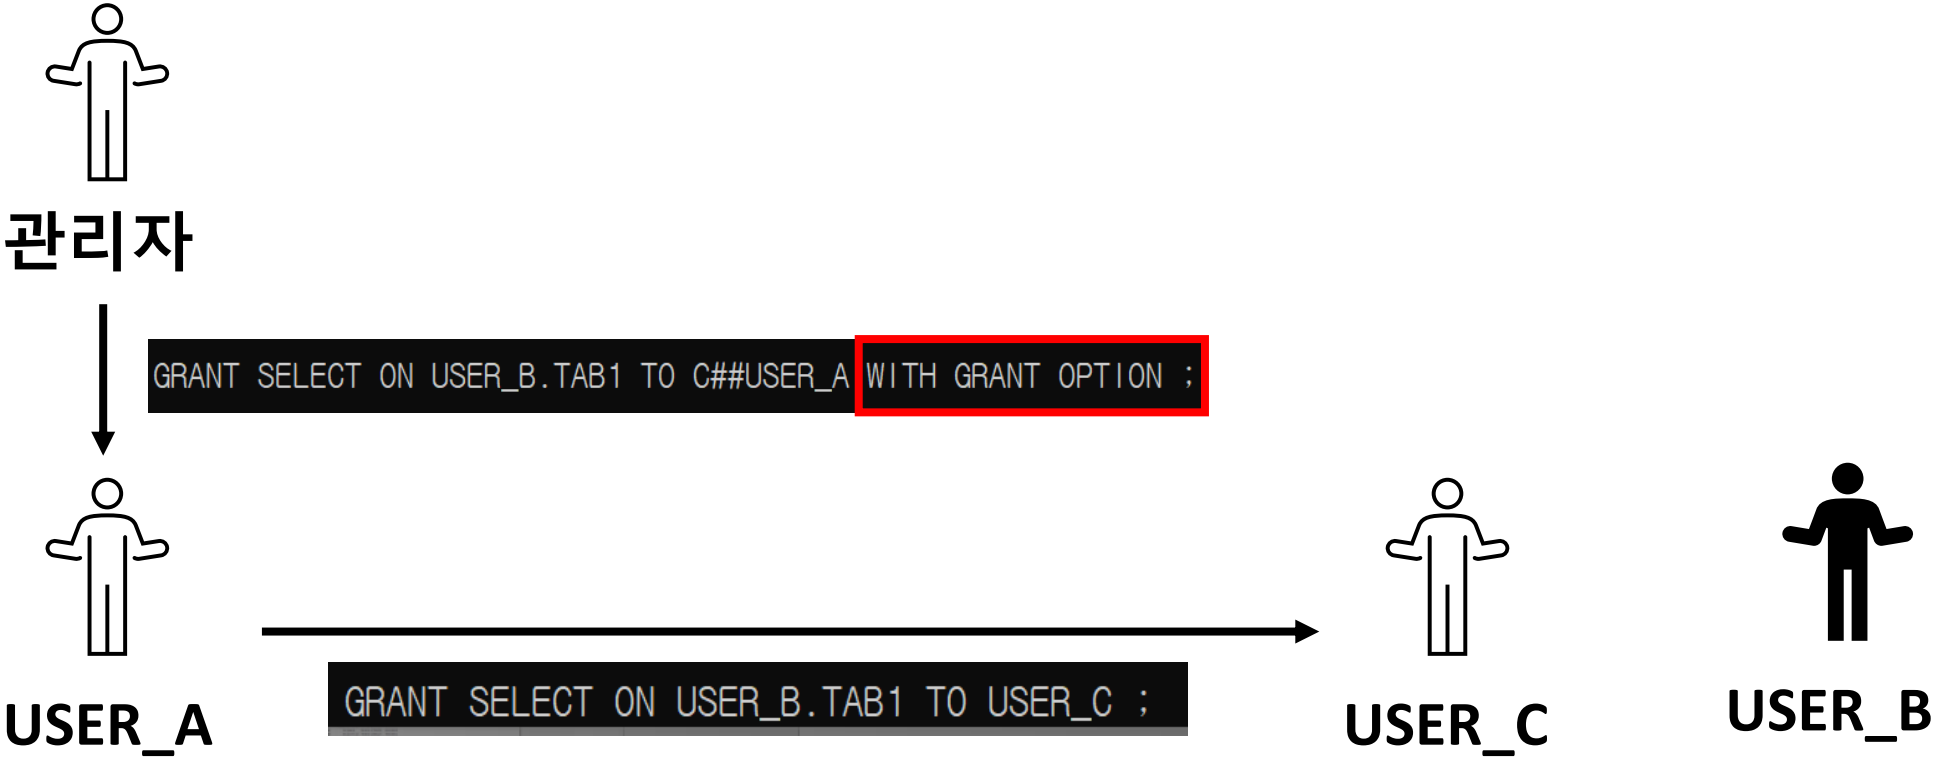 관리자
GRANT SELECT ON USER_B.TAB1 TO C##USER_A WITH GRANT OPTION ;
GRANT SELECT ON USER_B.TAB1 TO USER_C ;
USER_A
USER_C
USER_B